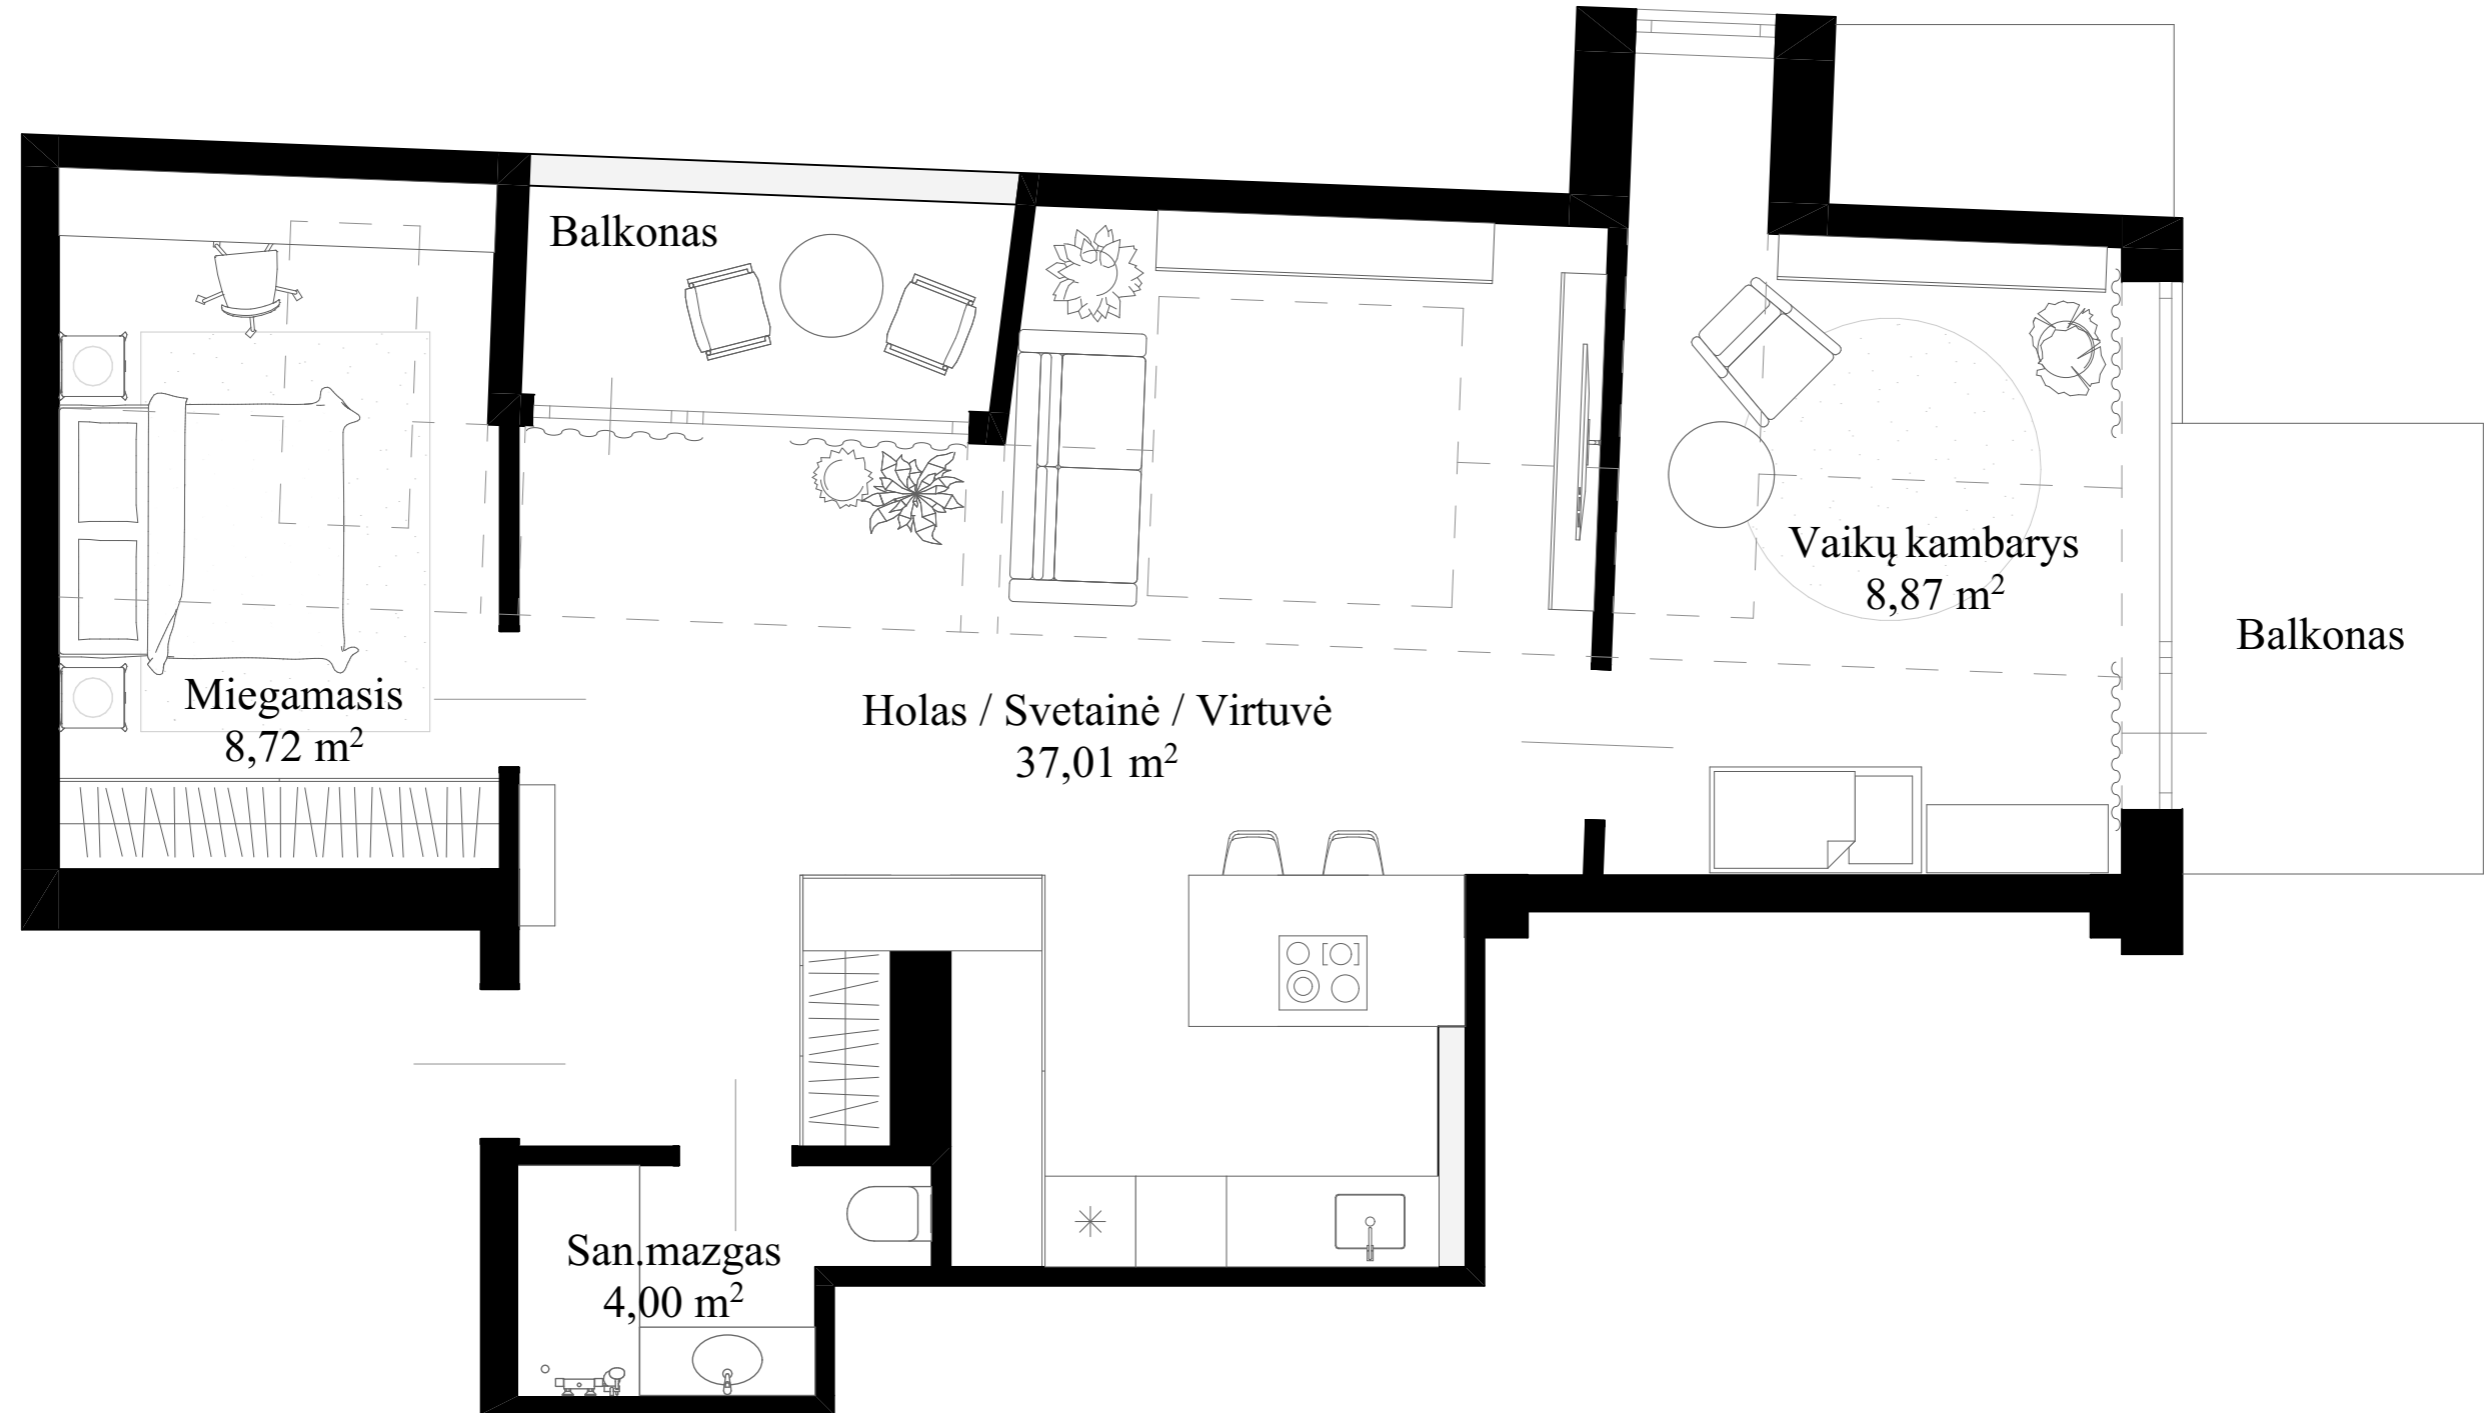 Balkonas
Vaikų kambarys
8,87 m²
Balkonas
Miegamasis
8,72 m²
Holas / Svetainė / Virtuvė
37,01 m²
San.mazgas
4,00 m²